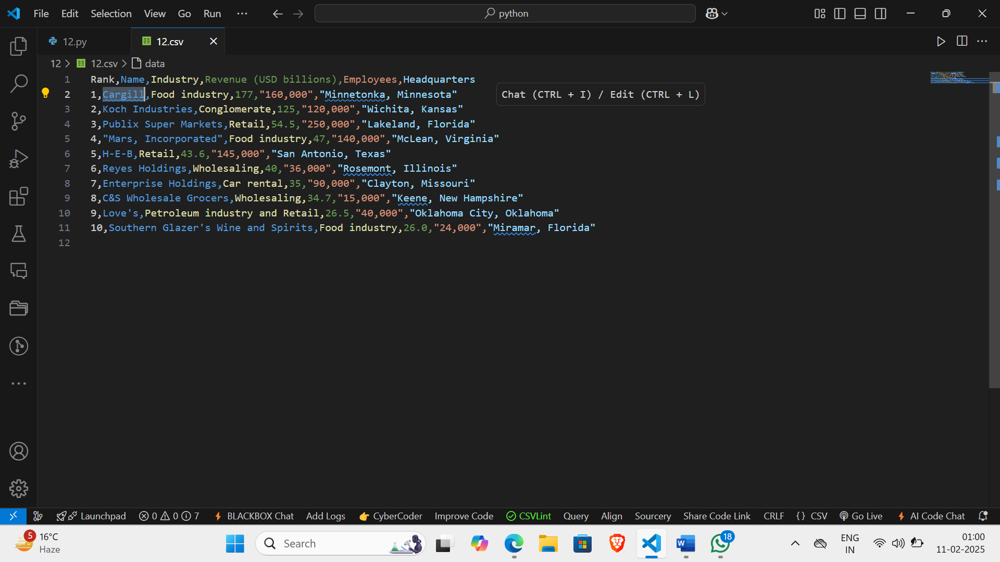 File Edit Selection View Go Run ··· python
12.py 12.csv
12 > 12.csv > data
1 Rank,Name,Industry,Revenue (USD billions),Employees,Headquarters
2 1,Cargill,Food industry,177,"160,000","Minnetonka, Minnesota" Chat (CTRL + I) / Edit (CTRL + L)
3 2,Koch Industries,Conglomerate,125,"120,000","Wichita, Kansas"
4 3,Publix Super Markets,Retail,54.5,"250,000","Lakeland, Florida"
5 4,"Mars, Incorporated",Food industry,47,"140,000","McLean, Virginia"
6 5,H-E-B,Retail,43.6,"145,000","San Antonio, Texas"
7 6,Reyes Holdings,Wholesaling,40,"36,000","Rosemont, Illinois"
8 7,Enterprise Holdings,Car rental,35,"90,000","Clayton, Missouri"
9 8,C&S Wholesale Grocers,Wholesaling,34.7,"15,000","Keene, New Hampshire"
10 9,Love's,Petroleum industry and Retail,26.5,"40,000","Oklahoma City, Oklahoma"
11 10,Southern Glazer's Wine and Spirits,Food industry,26.0,"24,000","Miramar, Florida"
12
Launchpad 0 0 7 BLACKBOX Chat Add Logs CyberCoder Improve Code CSVLint Query Align Sourcery Share Code Link CRLF {} CSV Go Live AI Code Chat
5 16°C Search 18 ENG 01:00
Haze IN 11-02-2025